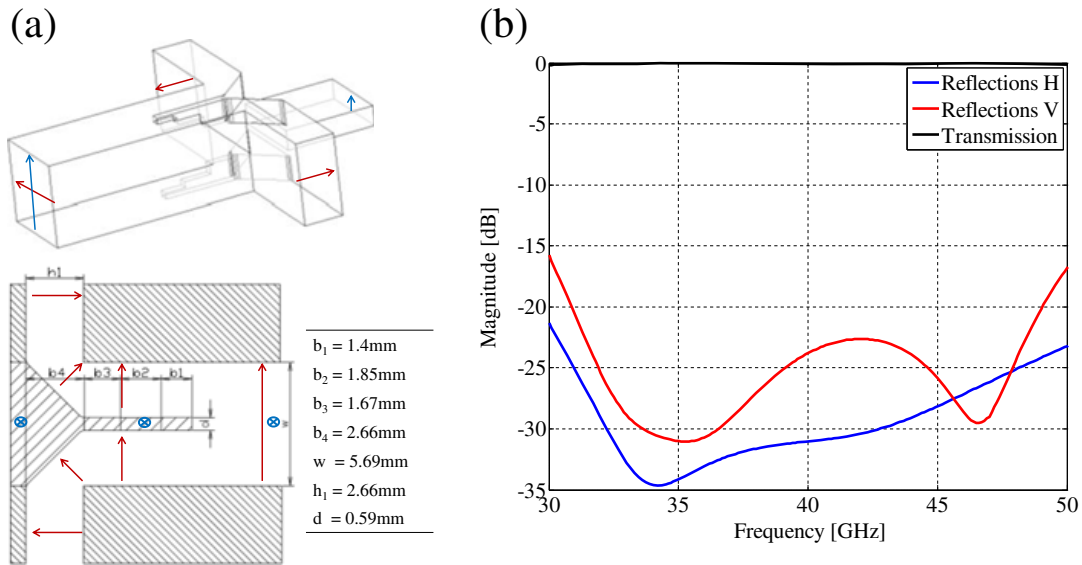 (a)
h1
b4
b3
b2
b1
d
w
b₁ = 1.4mm
b₂ = 1.85mm
b₃ = 1.67mm
b₄ = 2.66mm
w = 5.69mm
h₁ = 2.66mm
d = 0.59mm
(b)
0
-5
-10
-15
-20
-25
-30
-35
30
35
40
45
50
Magnitude [dB]
Frequency [GHz]
Reflections H
Reflections V
Transmission